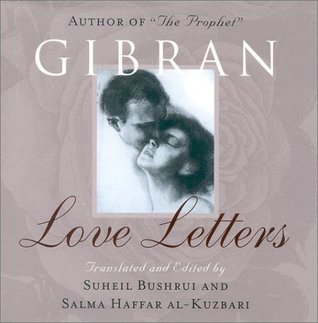 AUTHOR OF "The Prophet"
GIBRAN
Love Letters
Translated and Edited by
SUHEIL BUSHRUI AND
SALMA HAFFAR AL-KUZBARI